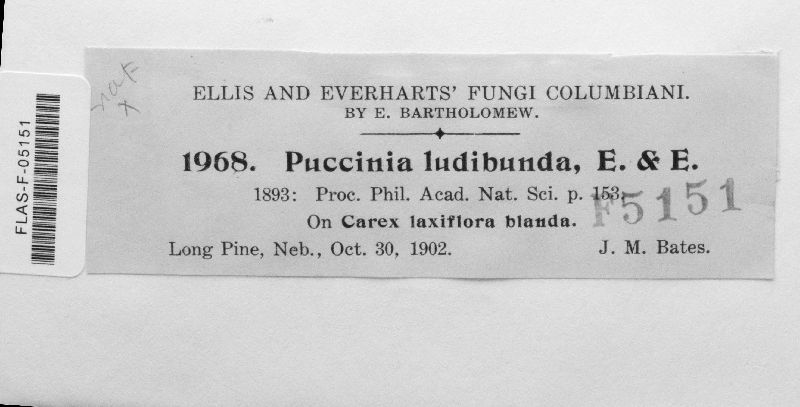 ELLIS AND EVERHARTS' FUNGI COLUMBIANI.
BY E. BARTHOLOMEW.
1968. Puccinia ludibunda, E. & E.
1893: Proc. Phil. Acad. Nat. Sci. p. 153.
On Carex laxiflora blanda.
F5151
Long Pine, Neb., Oct. 30, 1902. J. M. Bates.
FLAS-F-05151